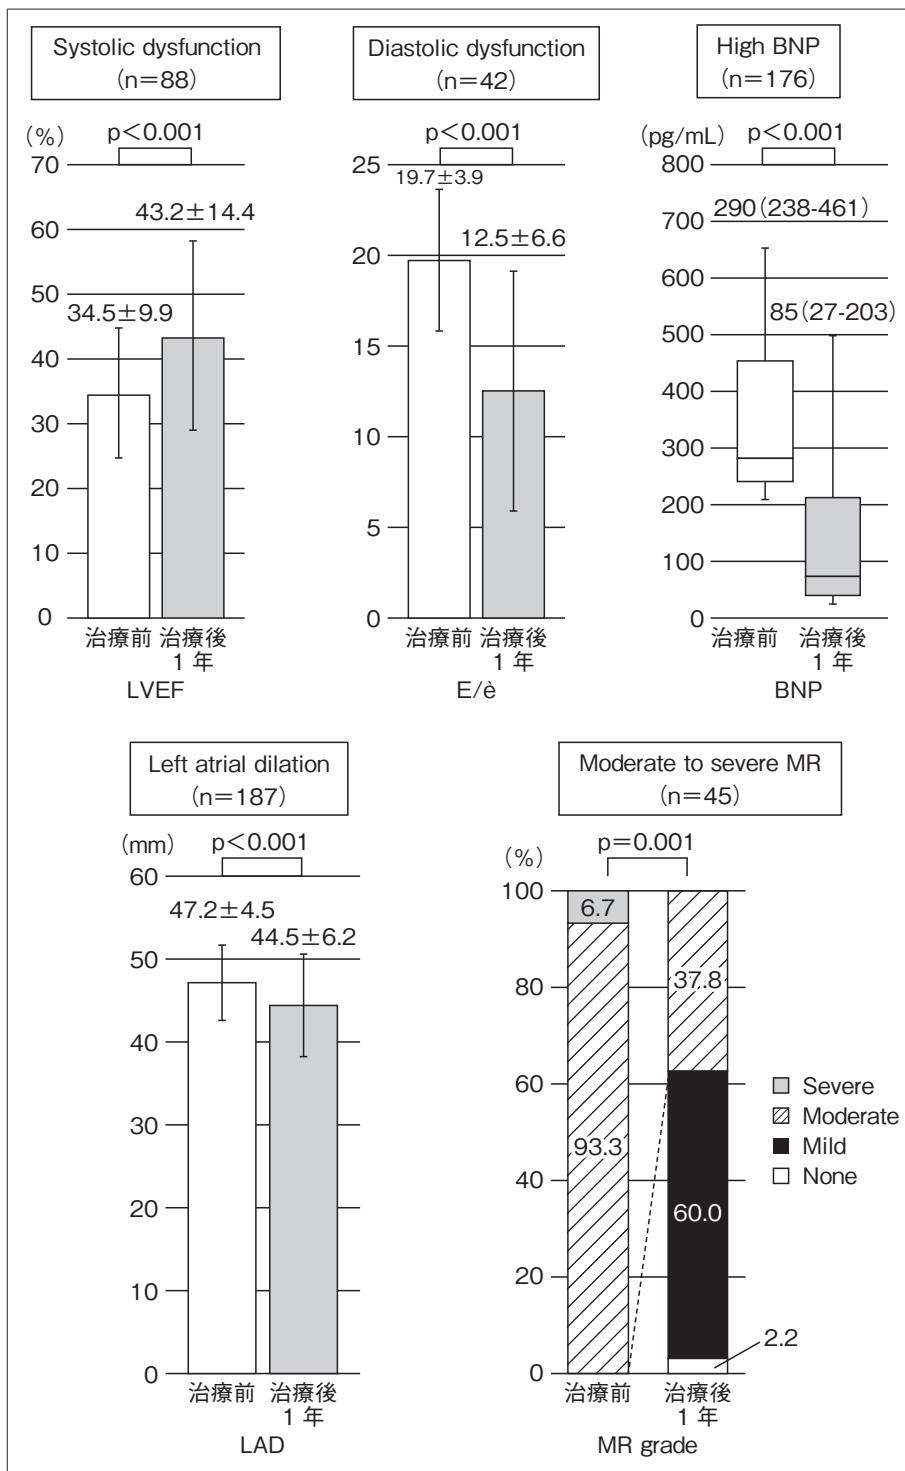 Systolic dysfunction
(n=88)
Diastolic dysfunction
(n=42)
High BNP
(n=176)
(%)
p<0.001
70
60
50
40
30
20
10
0
43.2±14.4
34.5±9.9
治療前
治療後
1 年
LVEF
p<0.001
25
20
15
10
5
0
19.7±3.9
12.5±6.6
治療前
治療後
1 年
E/è
(pg/mL)
p<0.001
800
700
600
500
400
300
200
100
0
290(238-461)
85(27-203)
治療前
治療後
1 年
BNP
Left atrial dilation
(n=187)
Moderate to severe MR
(n=45)
(mm)
p<0.001
60
50
40
30
20
10
0
47.2±4.5
44.5±6.2
治療前
治療後
1 年
LAD
(%)
p=0.001
100
80
60
40
20
0
6.7
93.3
37.8
60.0
2.2
Severe
Moderate
Mild
None
治療前
治療後
1 年
MR grade